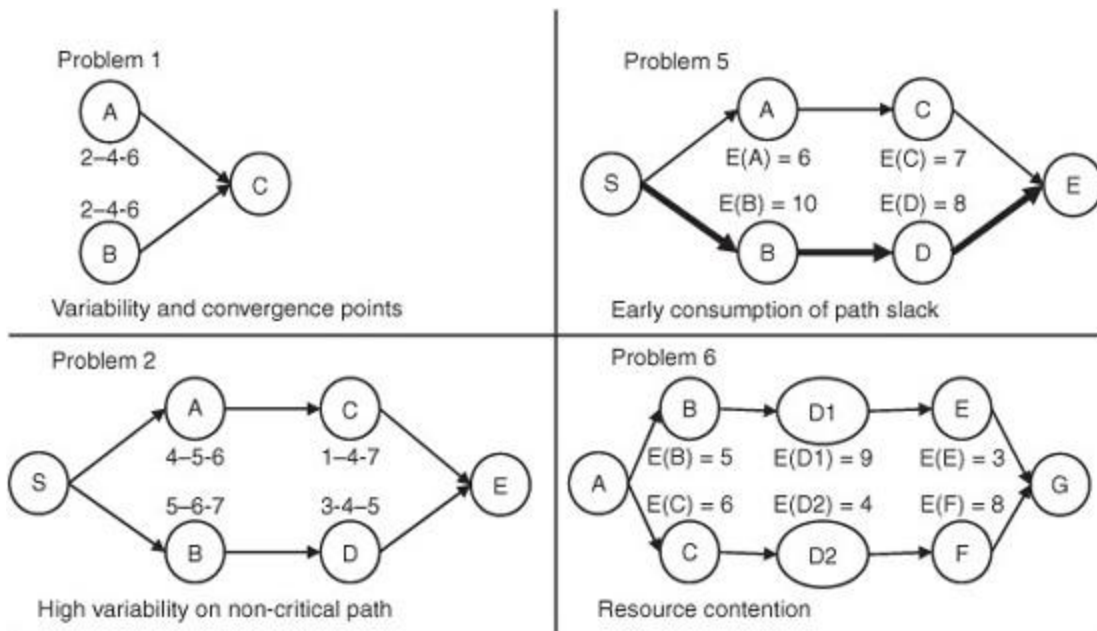 Problem 1
A
2–4-6
C
2-4-6
B
Variability and convergence points
Problem 5
A
C
E(A) = 6 E(C) = 7
S
E
E(B) = 10 E(D) = 8
B
D
Early consumption of path slack
Problem 2
A
C
4–5-6 1–4-7
S
E
5–6-7 3-4–5
B
D
High variability on non-critical path
Problem 6
B
D1
E
E(B) = 5 E(D1) = 9 E(E) = 3
A
G
E(C) = 6 E(D2) = 4 E(F) = 8
C
D2
F
Resource contention